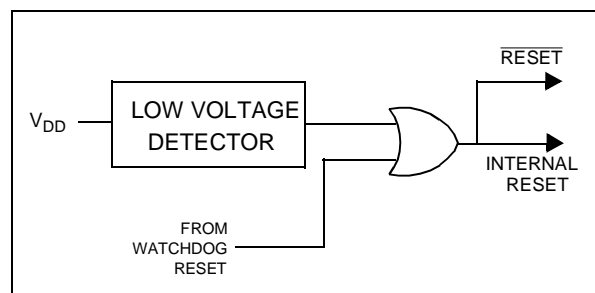 RESET
V_DD
LOW VOLTAGE
DETECTOR
INTERNAL
RESET
FROM
WATCHDOG
RESET